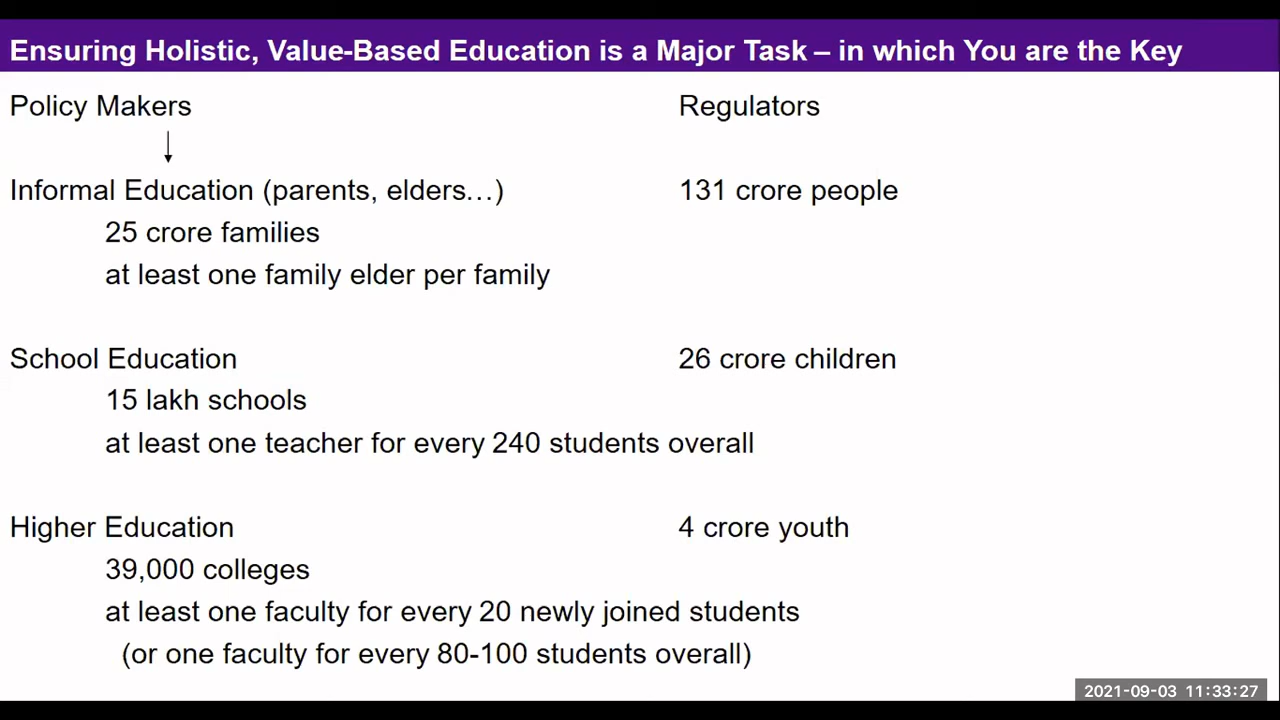 Ensuring Holistic, Value-Based Education is a Major Task – in which You are the Key
Policy Makers
Regulators
Informal Education (parents, elders…)
131 crore people
25 crore families
at least one family elder per family
School Education
26 crore children
15 lakh schools
at least one teacher for every 240 students overall
Higher Education
4 crore youth
39,000 colleges
at least one faculty for every 20 newly joined students
(or one faculty for every 80-100 students overall)
2021-09-03 11:33:27